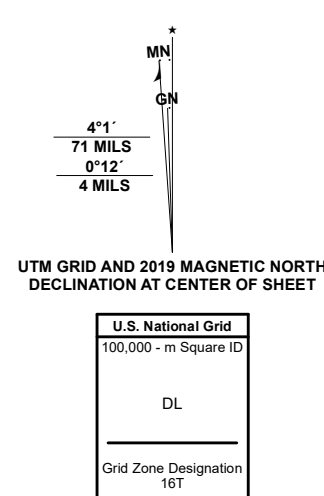 MN
GN
4°1´
71 MILS
0°12´
4 MILS
UTM GRID AND 2019 MAGNETIC NORTH
DECLINATION AT CENTER OF SHEET
U.S. National Grid
100,000 - m Square ID
DL
Grid Zone Designation
16T